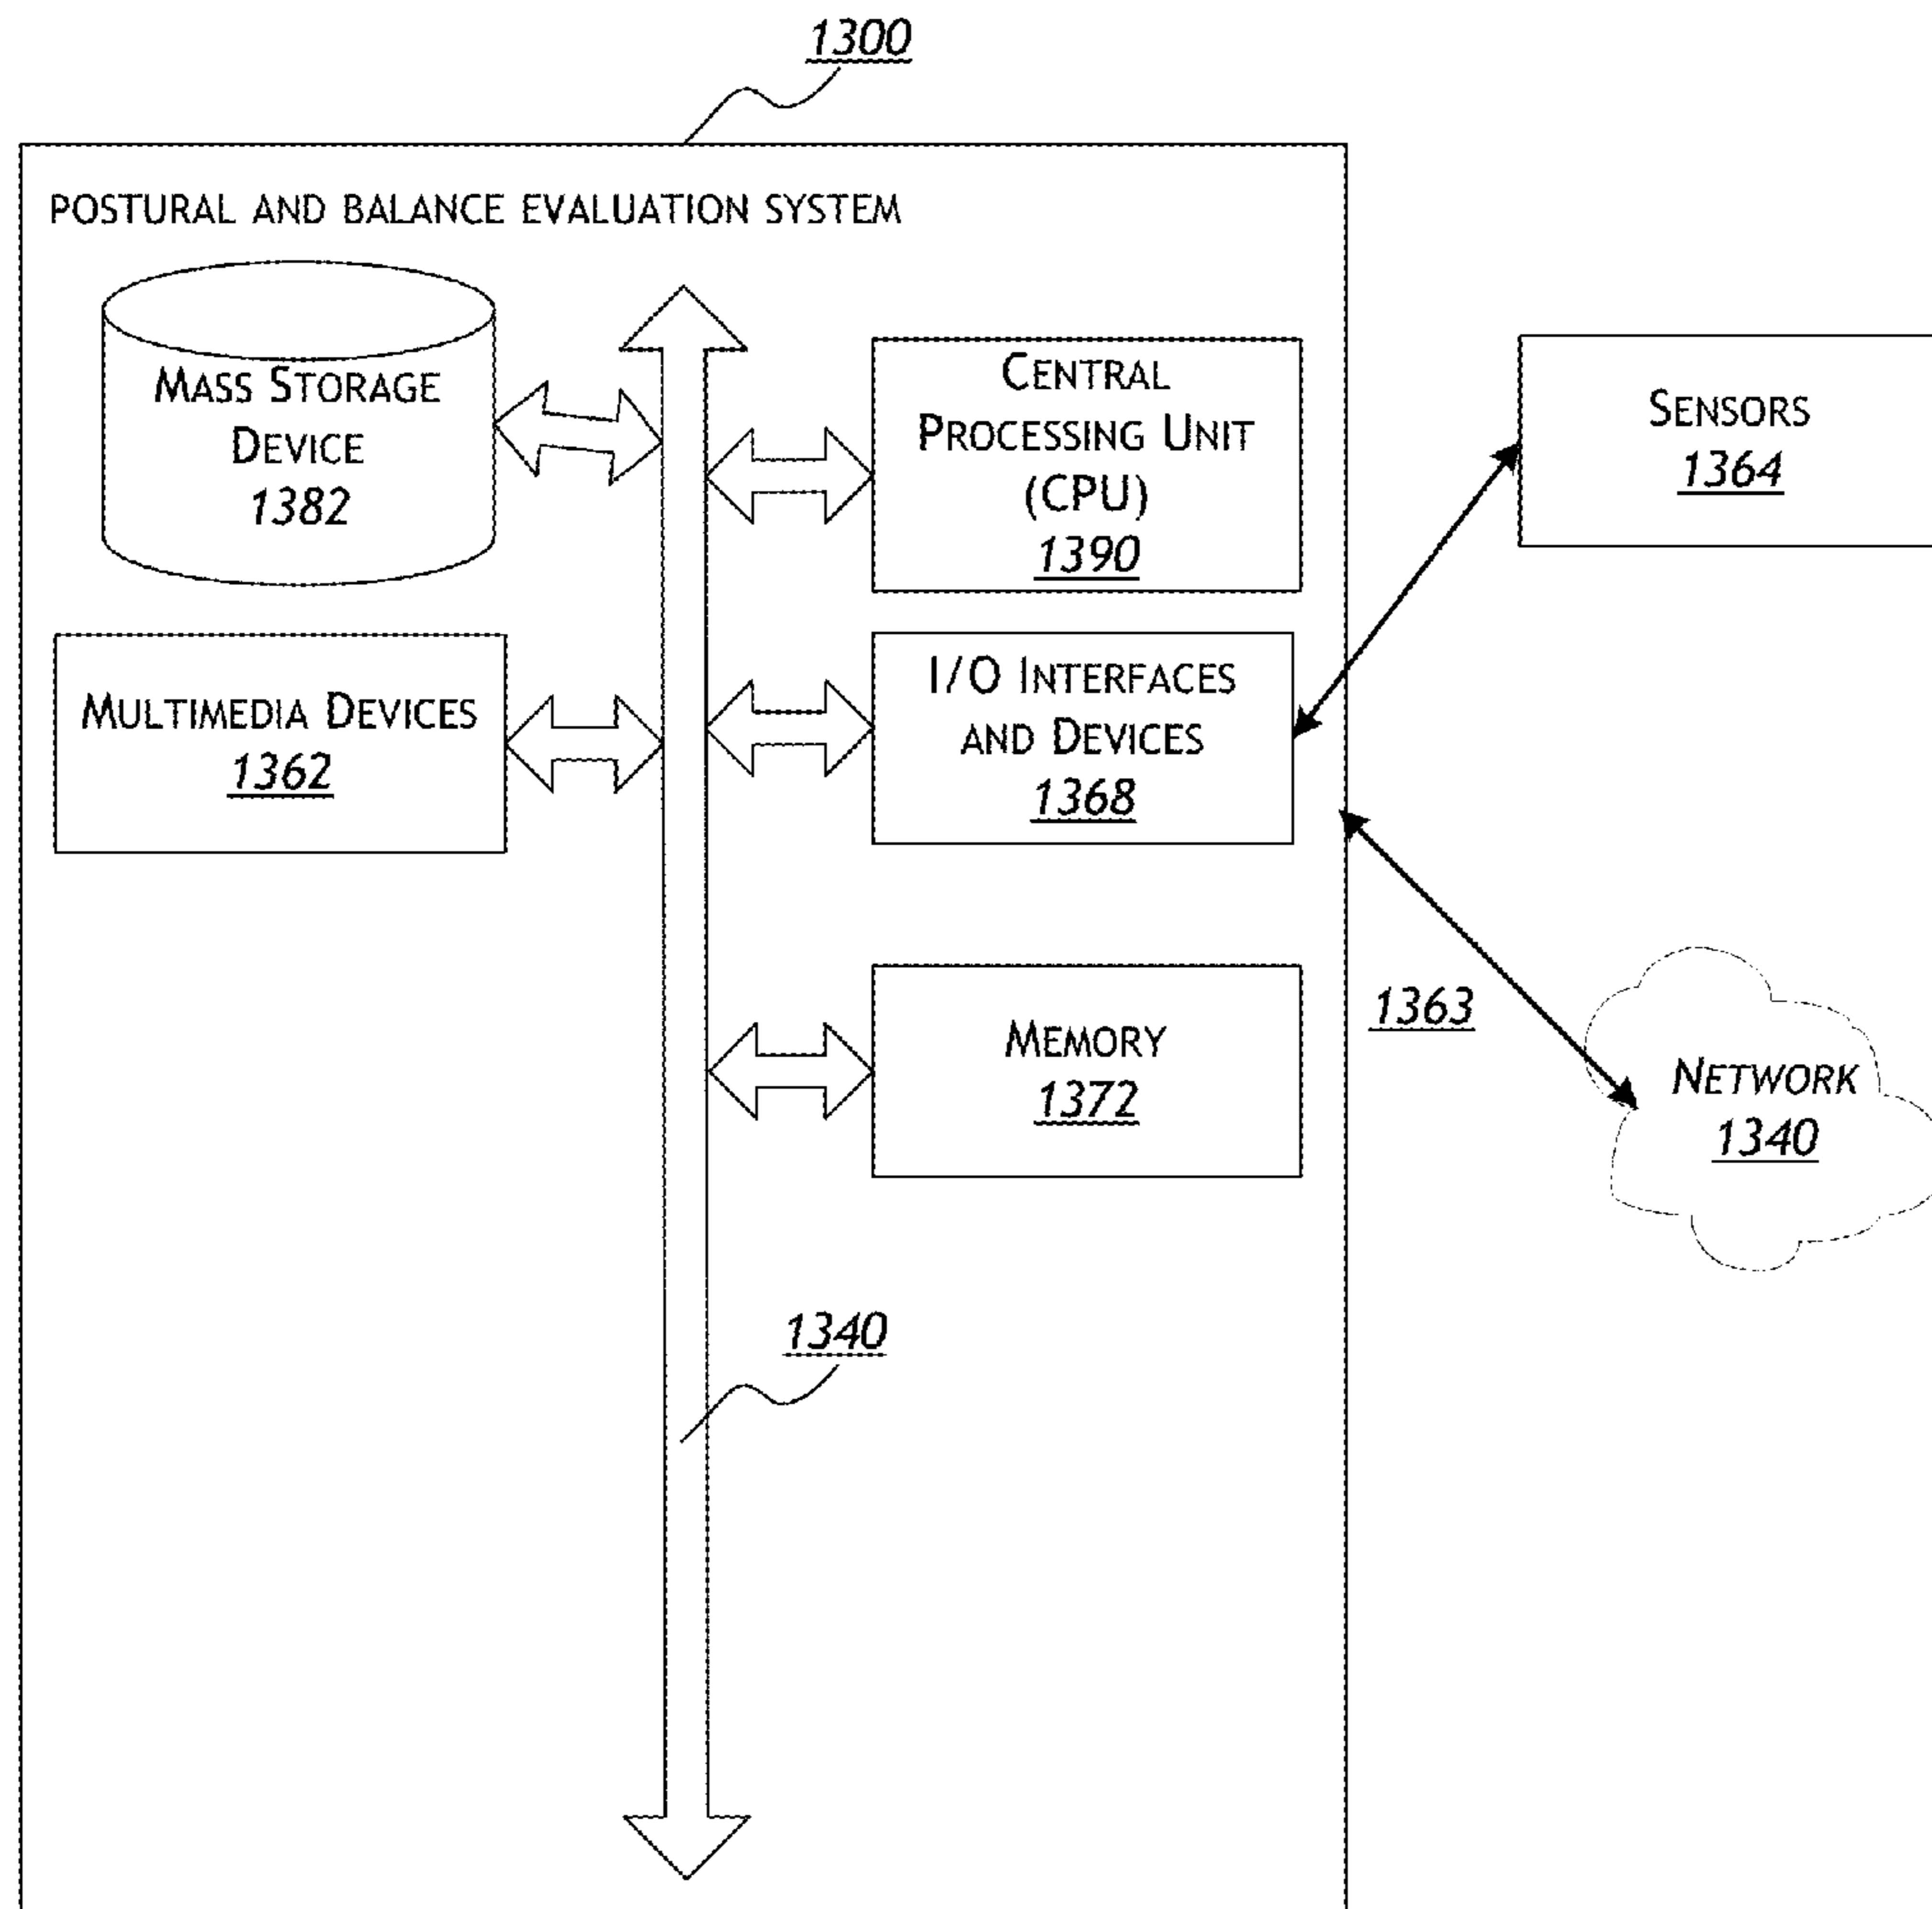 1300
POSTURAL AND BALANCE EVALUATION SYSTEM
MASS STORAGE
DEVICE
1382
CENTRAL
PROCESSING UNIT
(CPU)
1390
SENSORS
1364
MULTIMEDIA DEVICES
1362
I/O INTERFACES
AND DEVICES
1368
MEMORY
1372
1363
NETWORK
1340
1340